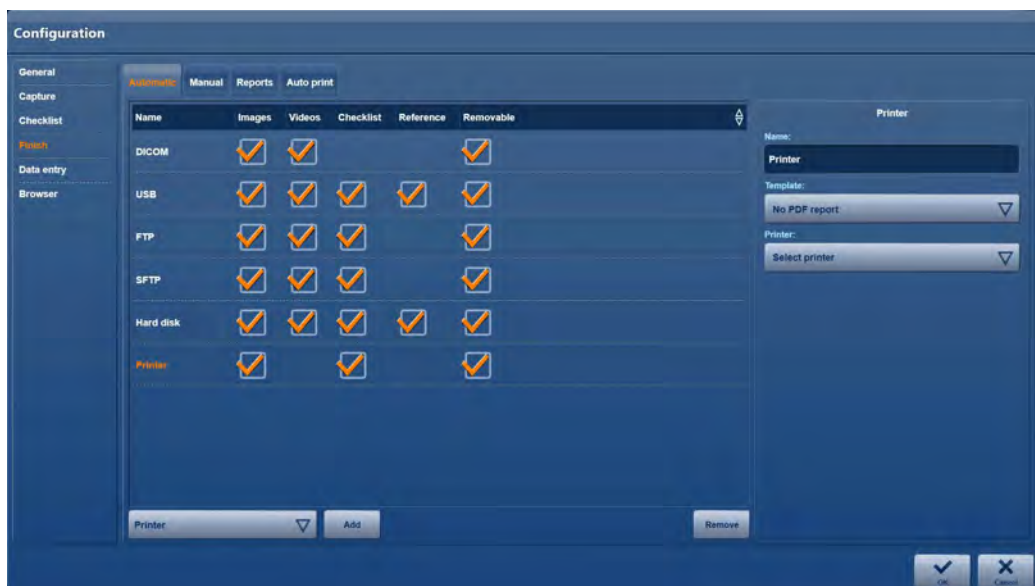 Configuration
General
Capture
Checklist
Finish
Data entry
Browser
Automatic Manual Reports Auto print
Name Images Videos Checklist Reference Removable
DICOM
USB
FTP
SFTP
Hard disk
Printer
Printer
Add
Remove
Printer
Name:
Printer
Template:
No PDF report
Printer:
Select printer
OK
Cancel